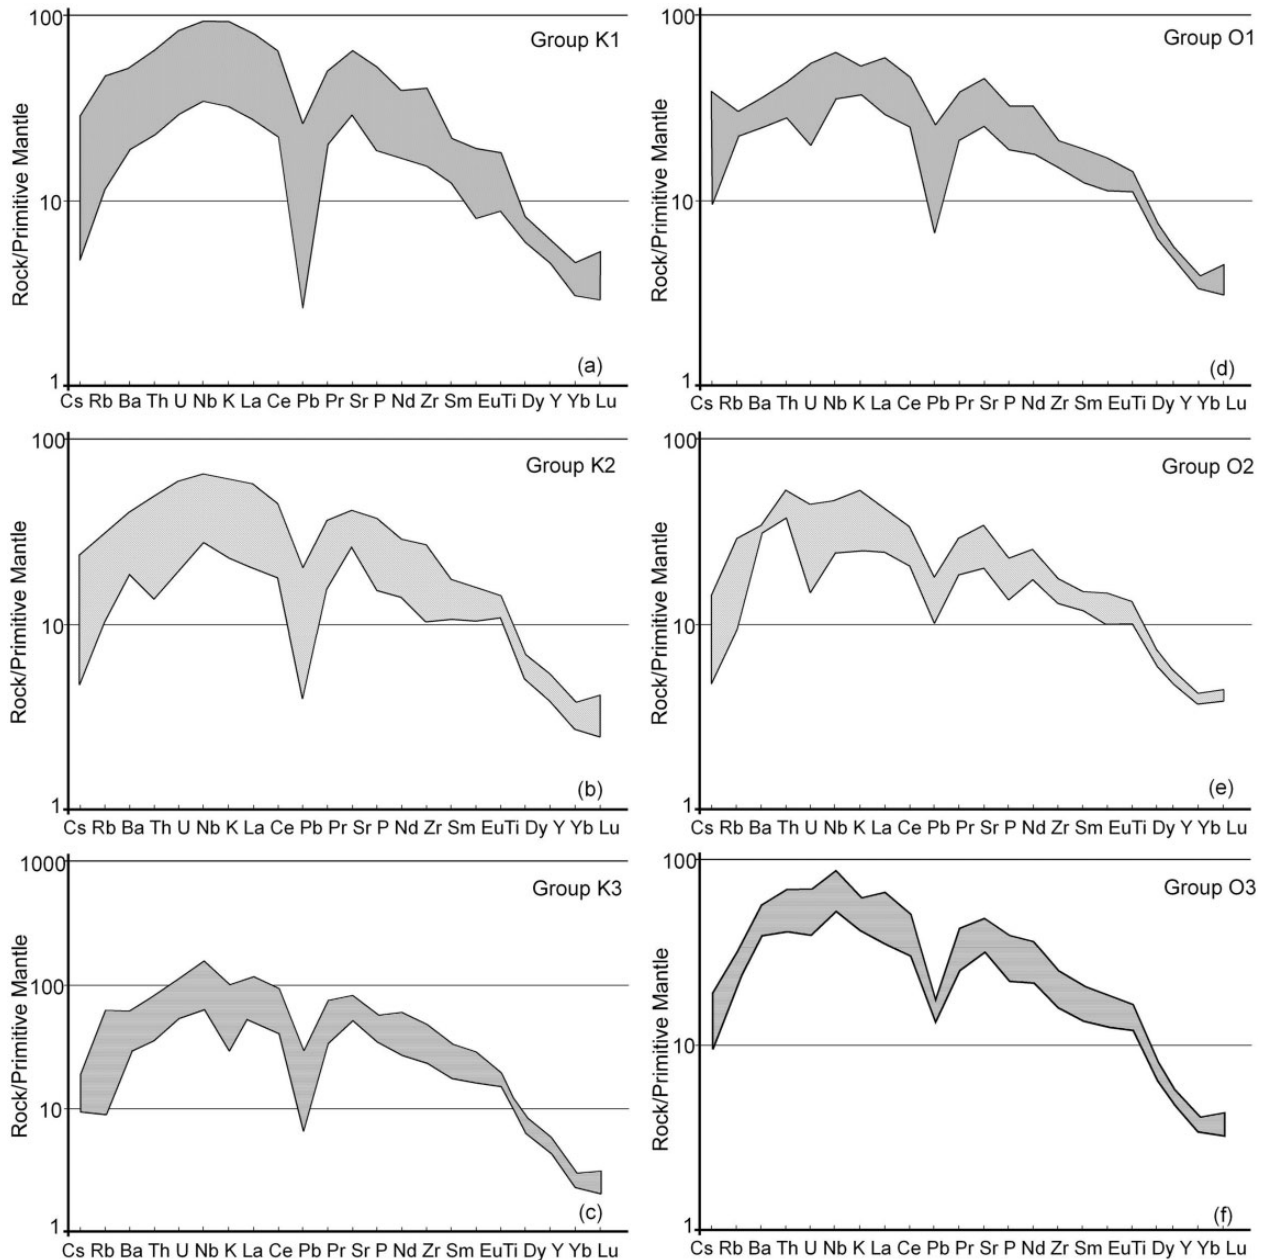 100
Group K1
Rock/Primitive Mantle
10
(a)
1
Cs Rb Ba Th U Nb K La Ce Pb Pr Sr P Nd Zr Sm EuTi Dy Y Yb Lu
100
Group O1
Rock/Primitive Mantle
10
(d)
1
Cs Rb Ba Th U Nb K La Ce Pb Pr Sr P Nd Zr Sm EuTi Dy Y Yb Lu
100
Group K2
Rock/Primitive Mantle
10
(b)
1
Cs Rb Ba Th U Nb K La Ce Pb Pr Sr P Nd Zr Sm EuTi Dy Y Yb Lu
100
Group O2
Rock/Primitive Mantle
10
(e)
1
Cs Rb Ba Th U Nb K La Ce Pb Pr Sr P Nd Zr Sm EuTi Dy Y Yb Lu
1000
Group K3
100
Rock/Primitive Mantle
10
(c)
1
Cs Rb Ba Th U Nb K La Ce Pb Pr Sr P Nd Zr Sm EuTi Dy Y Yb Lu
100
Group O3
Rock/Primitive Mantle
10
(f)
1
Cs Rb Ba Th U Nb K La Ce Pb Pr Sr P Nd Zr Sm EuTi Dy Y Yb Lu